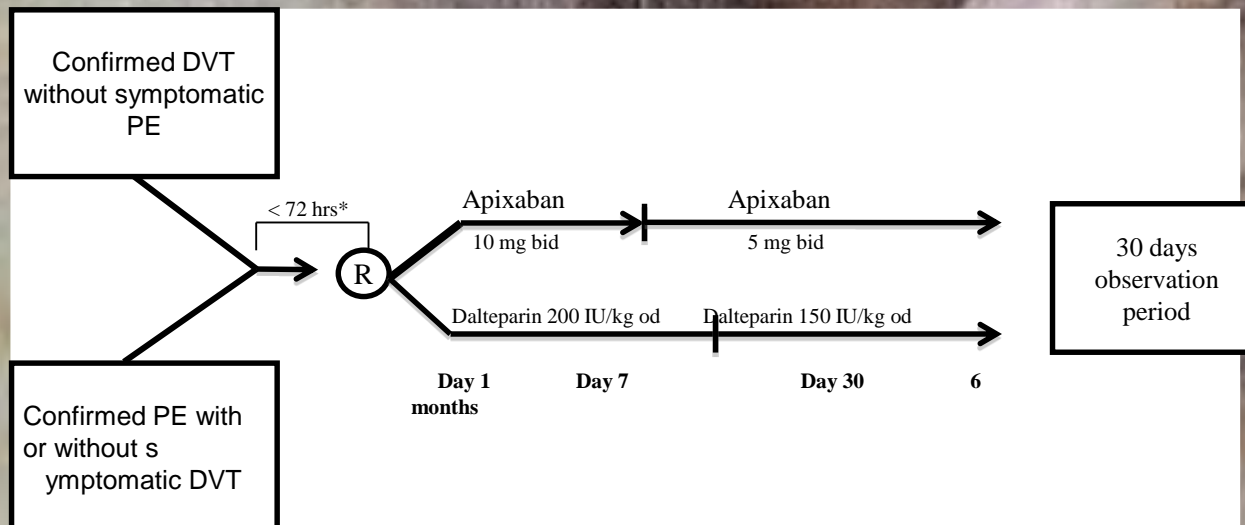 Confirmed DVT
without symptomatic
PE
< 72 hrs*
R
Apixaban
10 mg bid
Apixaban
5 mg bid
Dalteparin 200 IU/kg od
Dalteparin 150 IU/kg od
Day 1 Day 7 Day 30 6
months
30 days
observation
period
Confirmed PE with
or without s
ymptomatic DVT